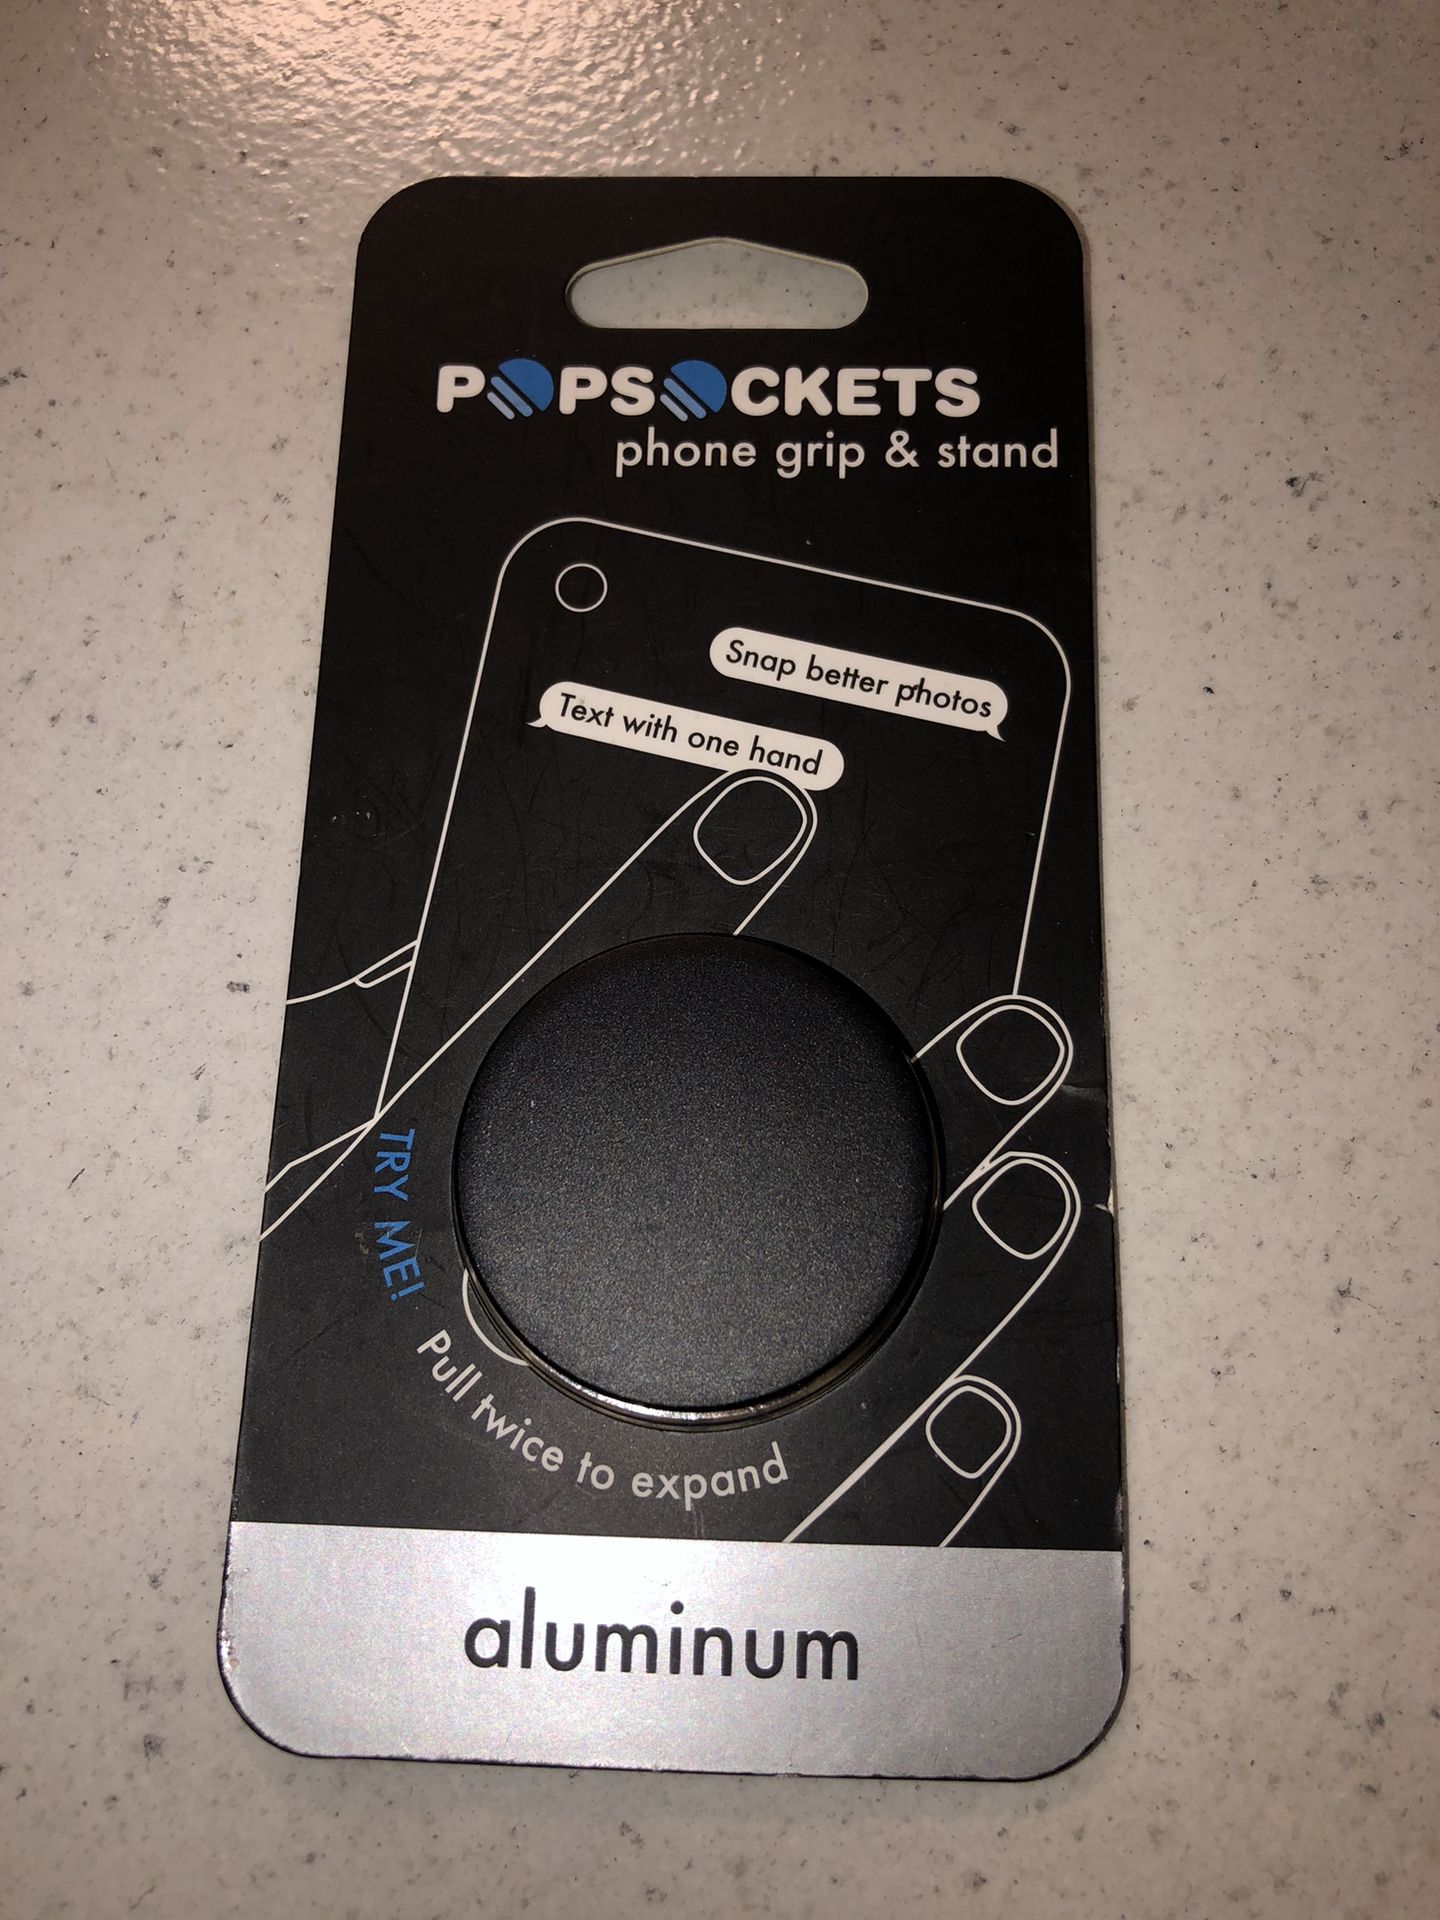 POPSOCKETS
phone grip & stand
Snap better photos
Text with one hand
TRY ME!
Pull twice to expand
aluminum